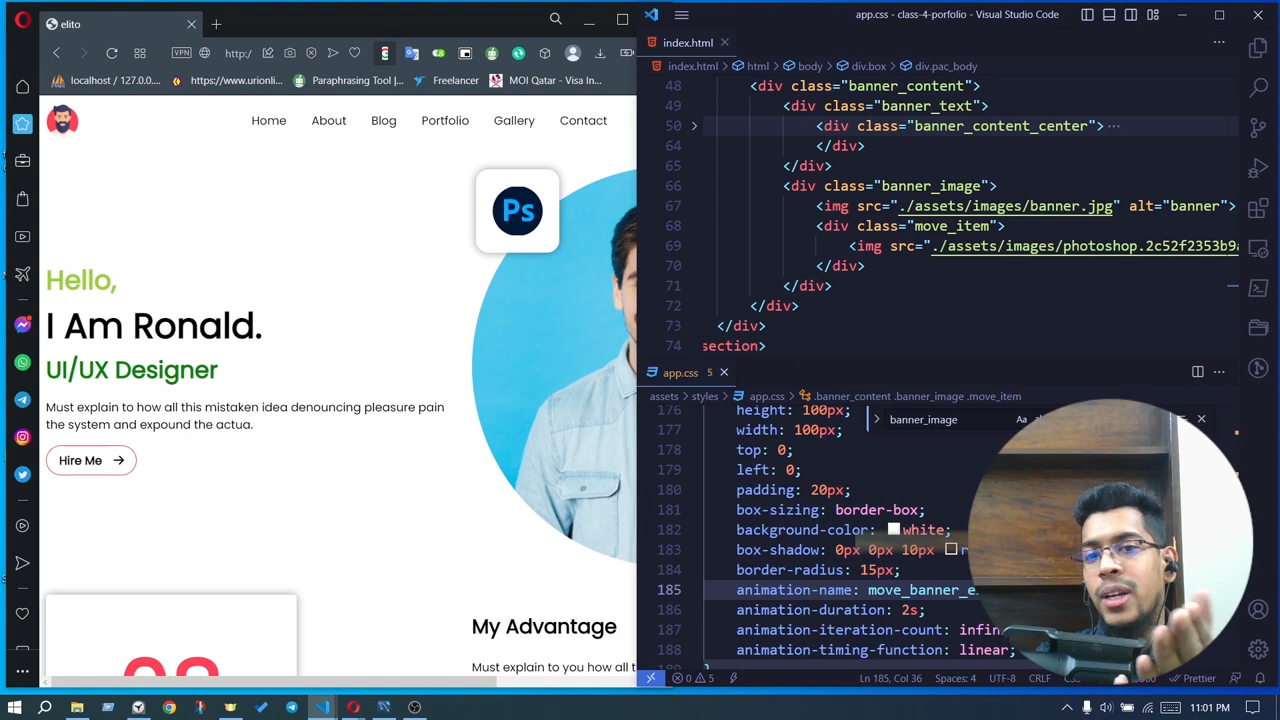 elito
app.css - class-4-porfolio - Visual Studio Code
VPN
http:/
index.html
localhost / 127.0.0....
https://www.urionli...
Paraphrasing Tool |...
Freelancer
MOI Qatar - Visa In...
index.html > html > body > div.box > div.pac_body
Home
About
Blog
Portfolio
Gallery
Contact
Ps
Hello,
I Am Ronald.
UI/UX Designer
Must explain to how all this mistaken idea denouncing pleasure pain
the system and expound the actua.
Hire Me
My Advantage
Must explain to you how all t
48 <div class="banner_content">
49 <div class="banner_text">
50 <div class="banner_content_center"> ...
64 </div>
65 </div>
66 <div class="banner_image">
67 <img src="./assets/images/banner.jpg" alt="banner">
68 <div class="move_item">
69 <img src="./assets/images/photoshop.2c52f2353b9a
70 </div>
71 </div>
72 </div>
73 </div>
74 section>
app.css 5
assets > styles > app.css > .banner_content .banner_image .move_item
banner_image
Aa
176 height: 100px;
177 width: 100px;
178 top: 0;
179 left: 0;
180 padding: 20px;
181 box-sizing: border-box;
182 background-color: white;
183 box-shadow: 0px 0px 10px r
184 border-radius: 15px;
185 animation-name: move_banner_e
186 animation-duration: 2s;
187 animation-iteration-count: infin
188 animation-timing-function: linear;
0 5
Ln 185, Col 36
Spaces: 4
UTF-8
CRLF
Prettier
11:01 PM